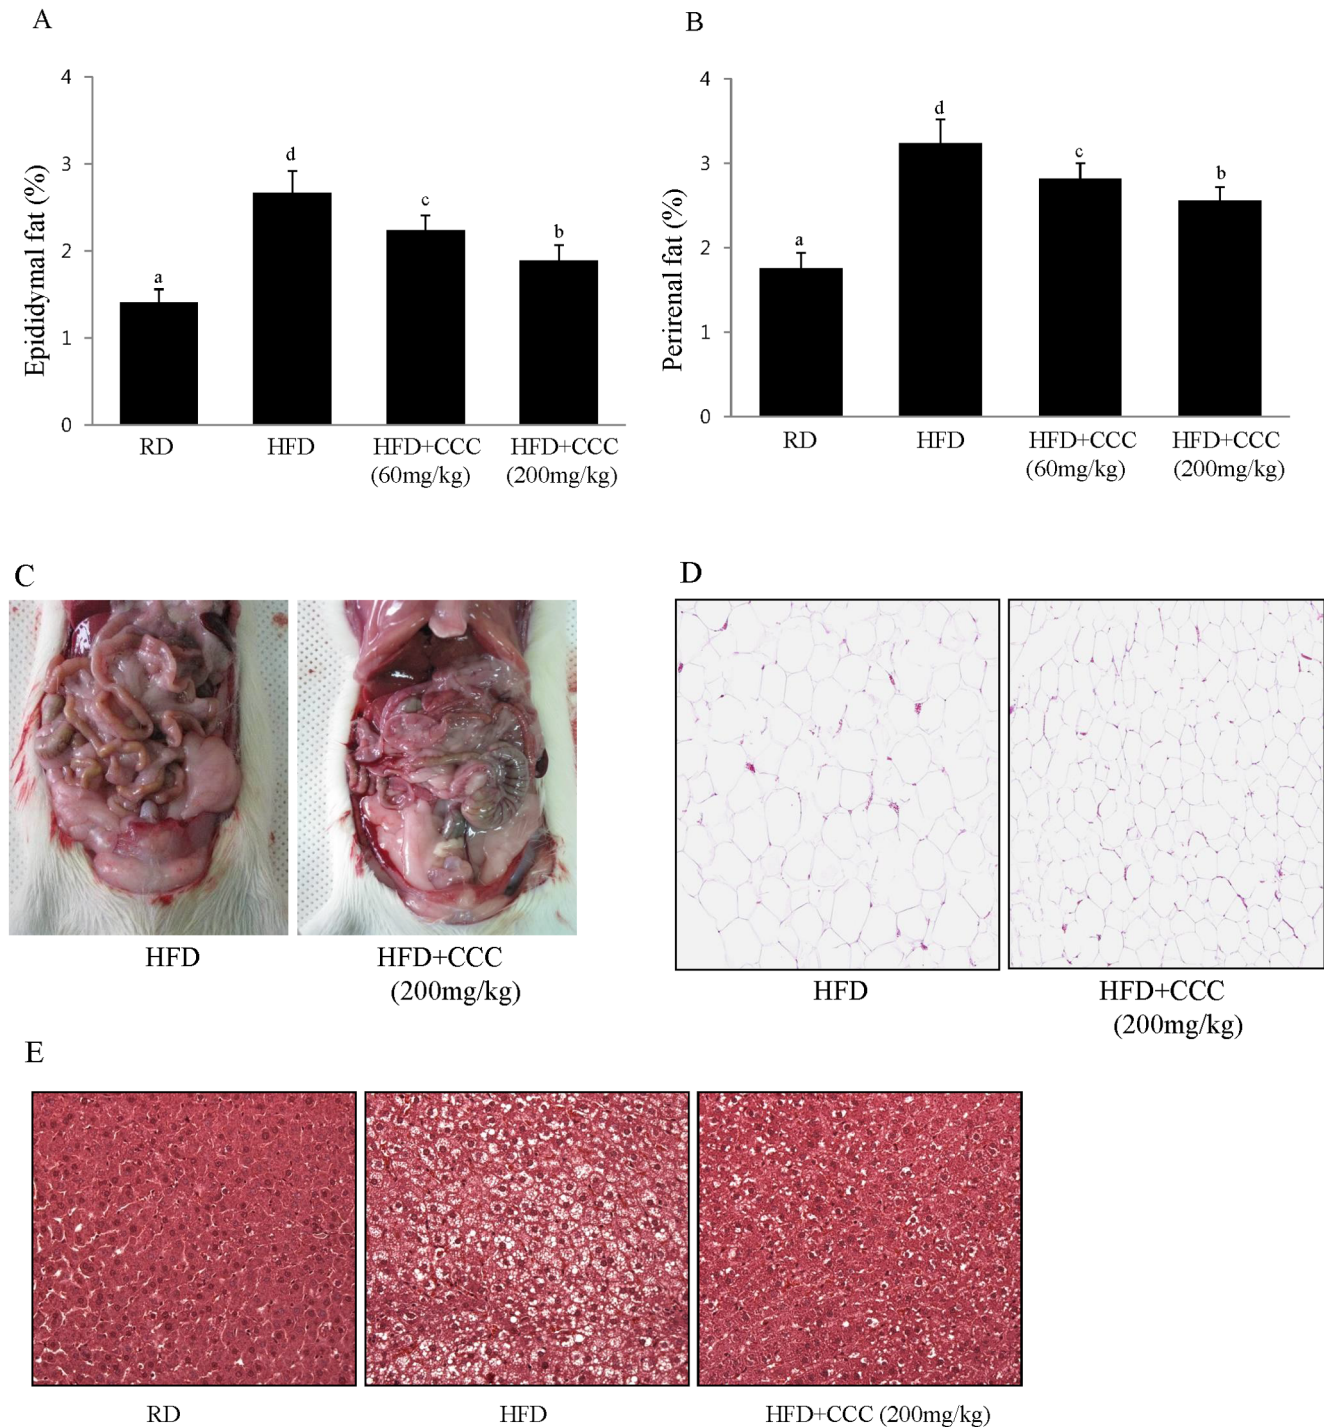 A
B
Epididymal fat (%)
4
3
2
1
0
a
d
c
b
RD
HFD
HFD+CCC
(60mg/kg)
HFD+CCC
(200mg/kg)
Perirenal fat (%)
4
3
2
1
0
a
d
c
b
RD
HFD
HFD+CCC
(60mg/kg)
HFD+CCC
(200mg/kg)
C
D
HFD
HFD+CCC
(200mg/kg)
HFD
HFD+CCC
(200mg/kg)
E
RD
HFD
HFD+CCC (200mg/kg)